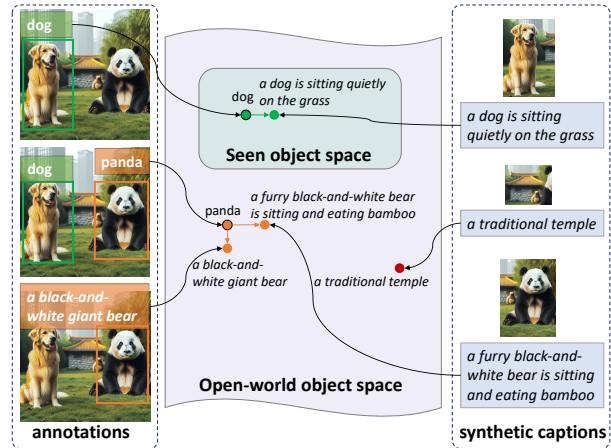 dog
dog
panda
a black-and-
white giant bear
annotations
a dog is sitting quietly
on the grass
dog
Seen object space
a furry black-and-white bear
is sitting and eating bamboo
panda
a black-and-
white giant bear
a traditional temple
Open-world object space
a dog is sitting
quietly on the grass
a traditional temple
a furry black-and-
white bear is sitting
and eating bamboo
synthetic captions